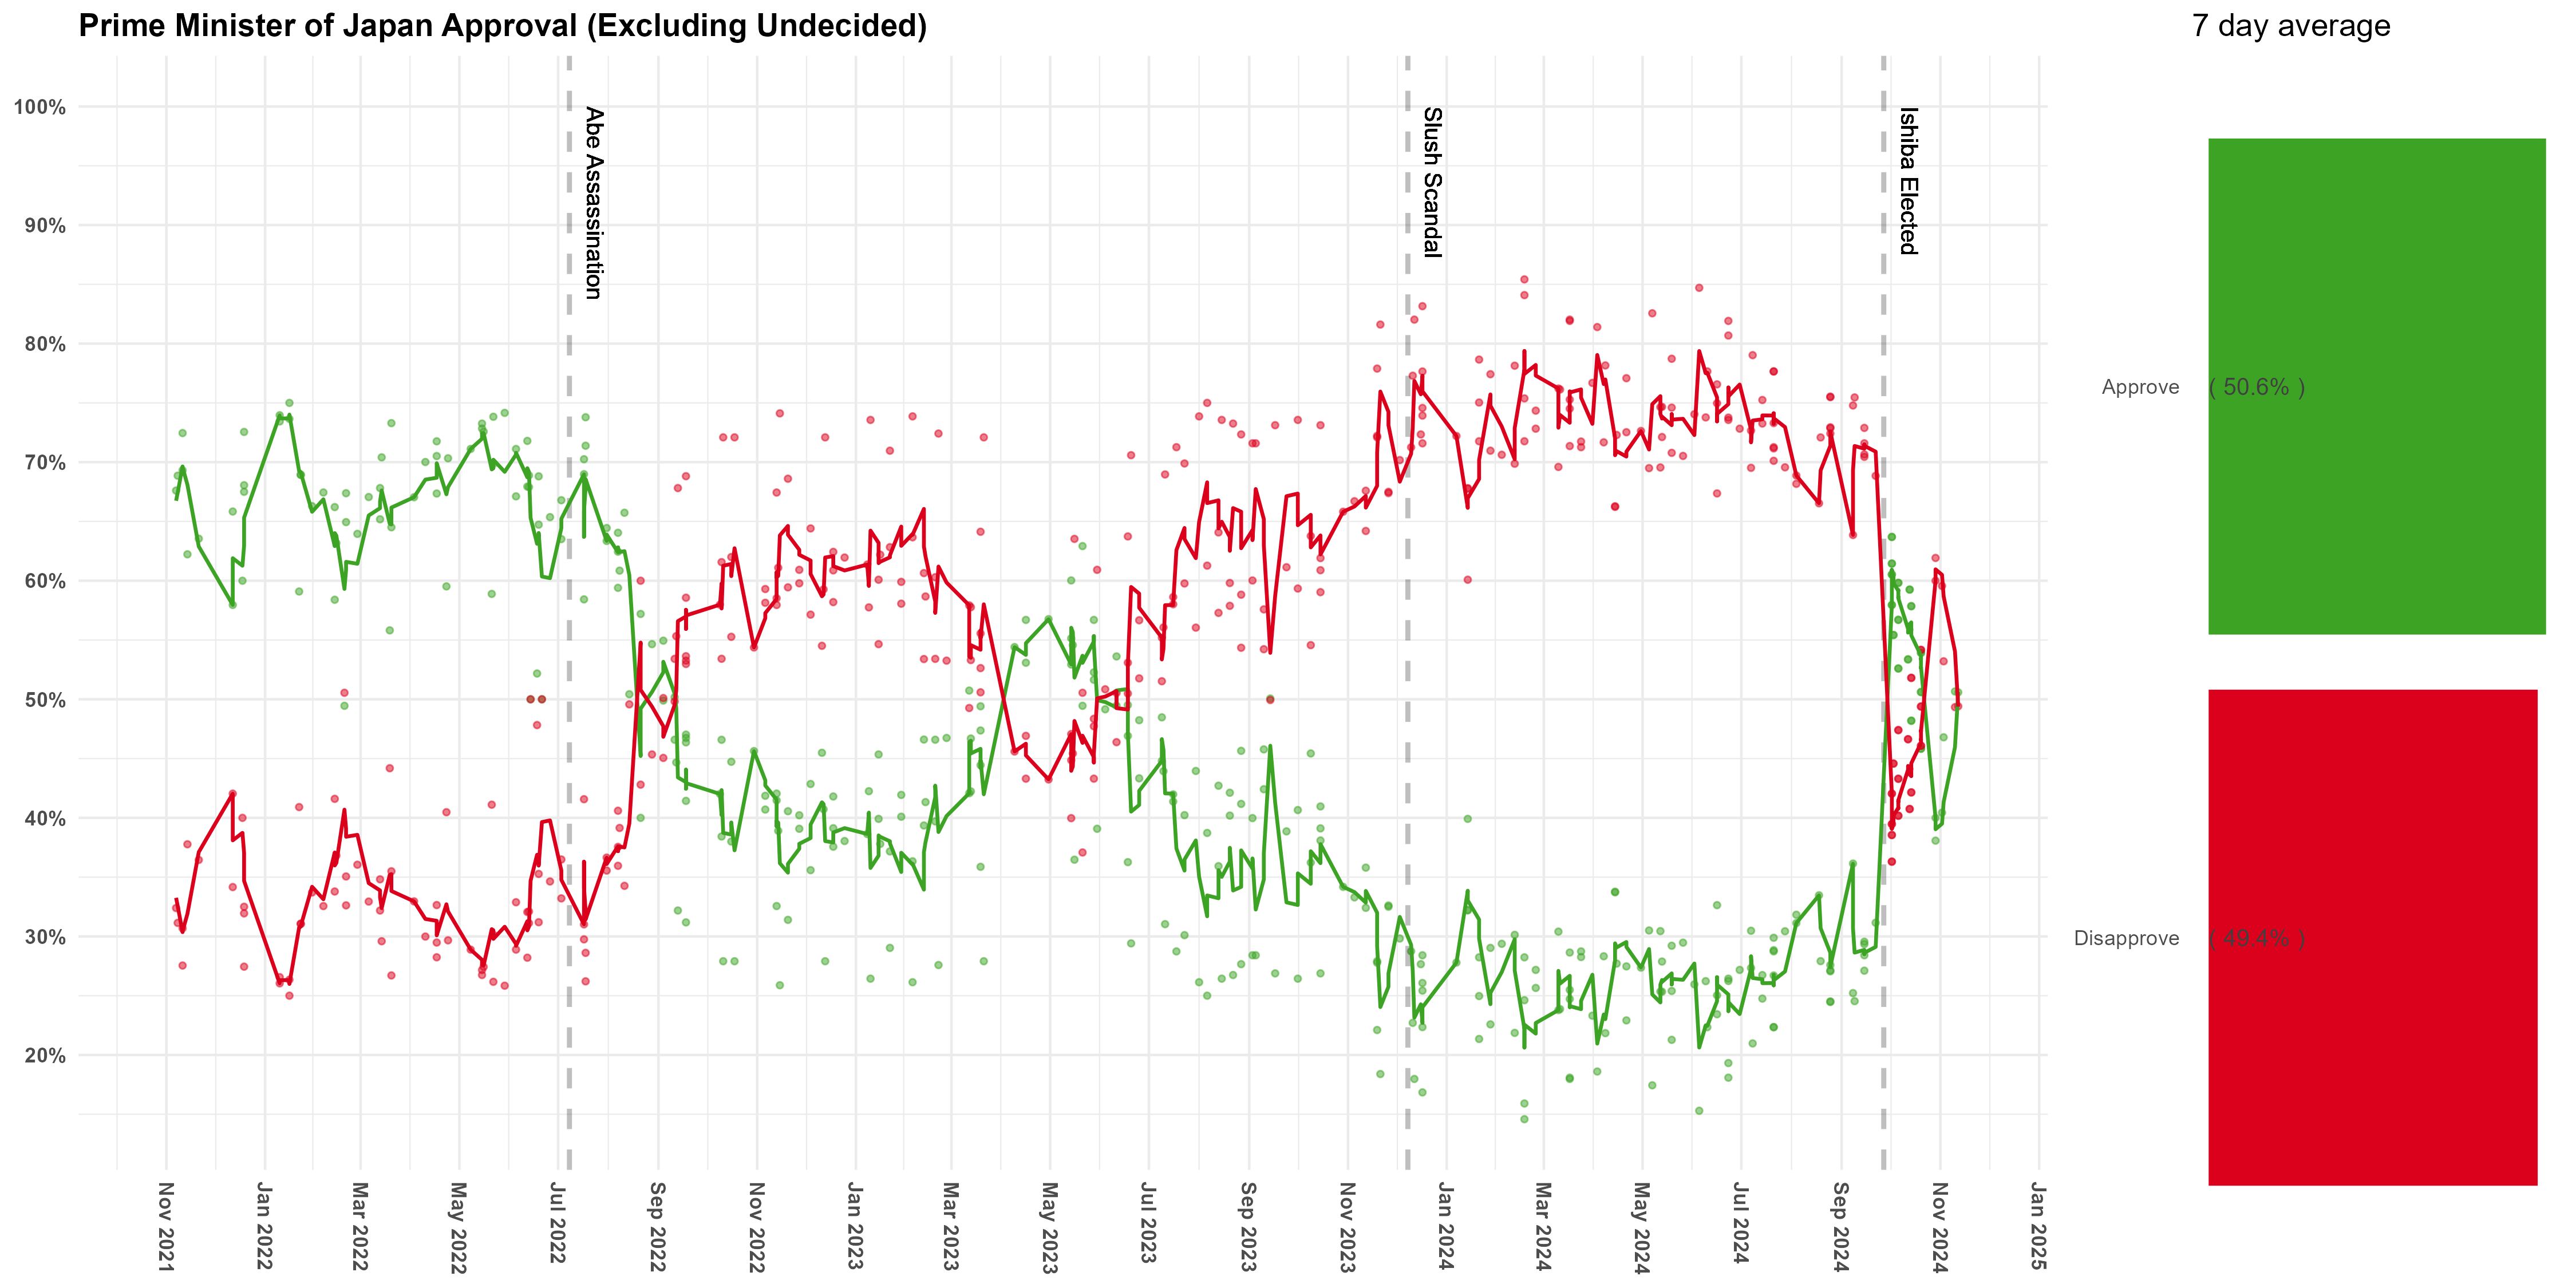 Prime Minister of Japan Approval (Excluding Undecided)
7 day average
100%
90%
80%
70%
60%
50%
40%
30%
20%
Abe Assassination
Slush Scandal
Ishiba Elected
Nov 2021
Jan 2022
Mar 2022
May 2022
Jul 2022
Sep 2022
Nov 2022
Jan 2023
Mar 2023
May 2023
Jul 2023
Sep 2023
Nov 2023
Jan 2024
Mar 2024
May 2024
Jul 2024
Sep 2024
Nov 2024
Jan 2025
Approve ( 50.6% )
Disapprove ( 49.4% )